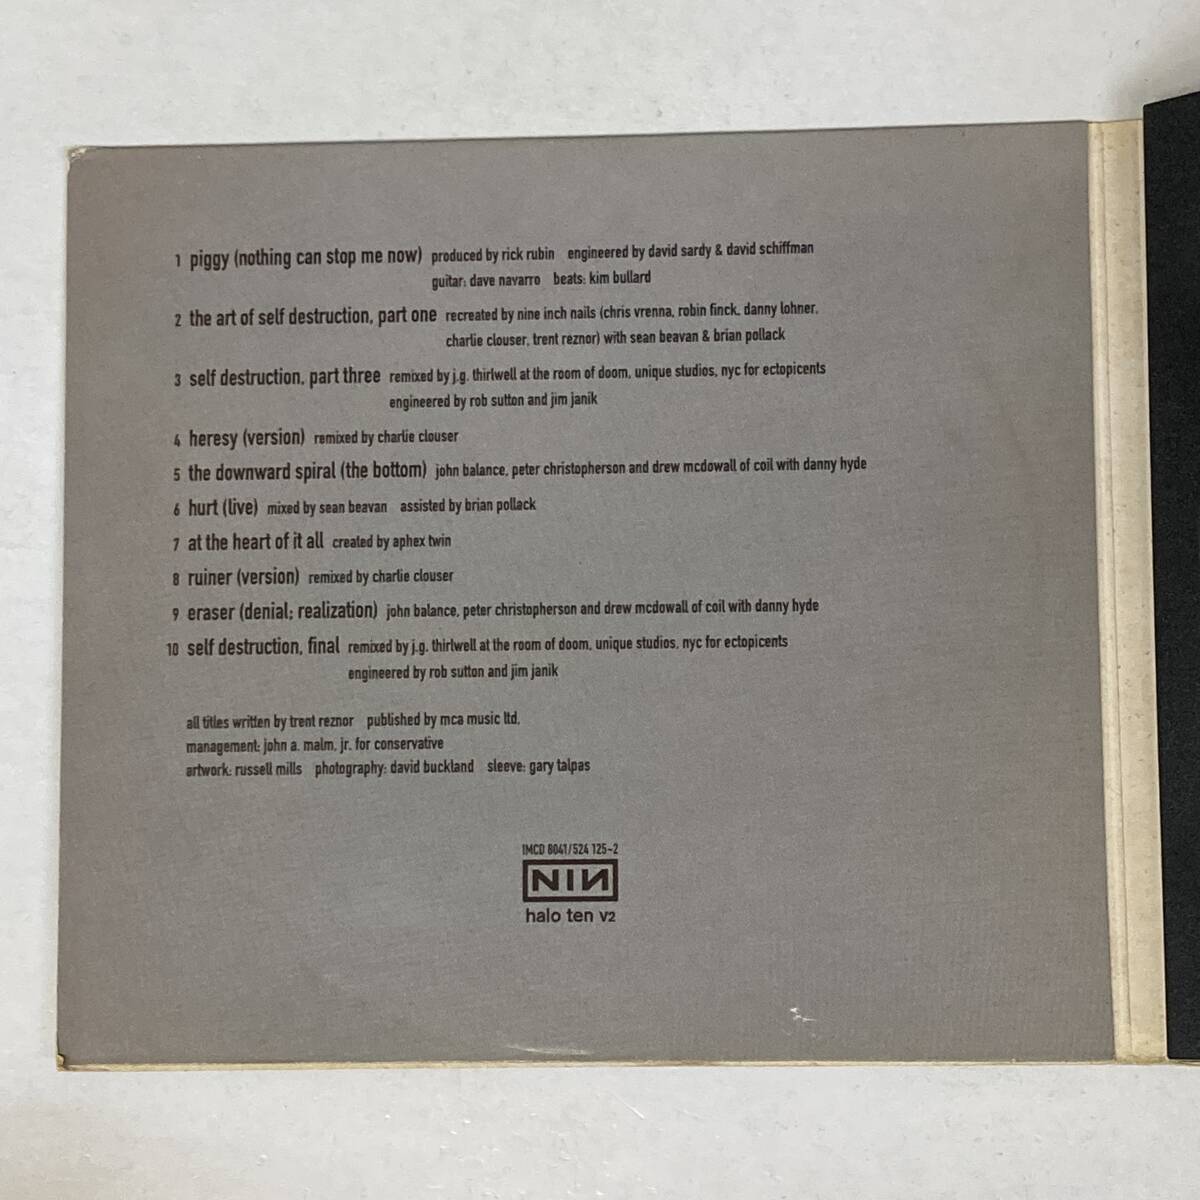 1 piggy (nothing can stop me now) produced by rick rubin engineered by david sardy & david schiffman
guitar: dave navarro beats: kim bullard
2 the art of self destruction, part one recreated by nine inch nails (chris vrenna, robin finck, danny lohner,
charlie clouser, trent reznor) with sean beavan & brian pollack
3 self destruction, part three remixed by j.g. thirlwell at the room of doom, unique studios, nyc for ectopicents
engineered by rob sutton and jim janik
4 heresy (version) remixed by charlie clouser
5 the downward spiral (the bottom) john balance, peter christopherson and drew mcdowall of coil with danny hyde
6 hurt (live) mixed by sean beavan assisted by brian pollack
7 at the heart of it all created by aphex twin
8 ruiner (version) remixed by charlie clouser
9 eraser (denial; realization) john balance, peter christopherson and drew mcdowall of coil with danny hyde
10 self destruction, final remixed by j.g. thirlwell at the room of doom, unique studios, nyc for ectopicents
engineered by rob sutton and jim janik
all titles written by trent reznor published by mca music ltd.
management: john a. malm, jr. for conservative
artwork: russell mills photography: david buckland sleeve: gary talpas
IMCD 8041/524 125-2
NIN
halo ten v2